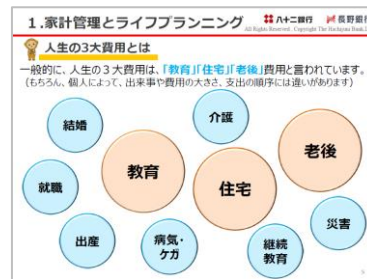 1.家計管理とライフプランニング
八十二銀行 長野銀行
All Rights Reserved. Copyright The Hachijuni Bank,
人生の3大費用とは
一般的に、人生の3大費用は、「教育」「住宅」「老後」費用と言われています。
(もちろん、個人によって、出来事や費用の大きさ、支出の順序には違いがあります)
結婚
介護
老後
教育
住宅
就職
災害
出産
病気・
ケガ
継続
教育